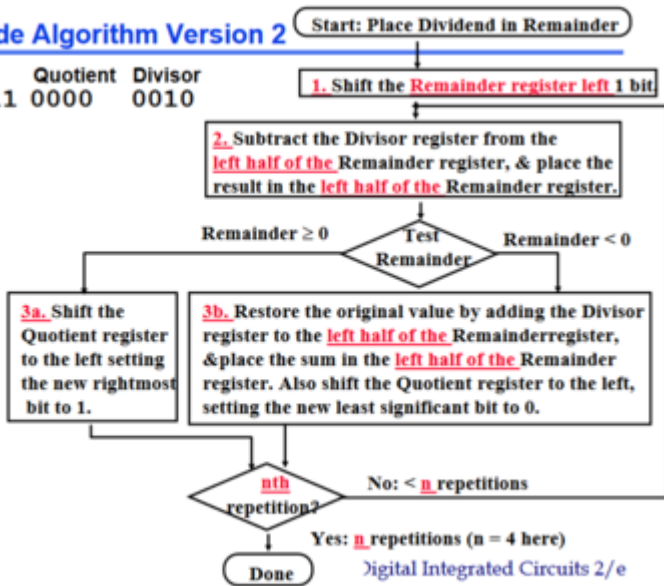 de Algorithm Version 2
Start: Place Dividend in Remainder
Quotient Divisor
11 0000 0010
1. Shift the Remainder register left 1 bit.
2. Subtract the Divisor register from the
left half of the Remainder register, & place the
result in the left half of the Remainder register.
Remainder ≥ 0
Test
Remainder
Remainder < 0
3a. Shift the
Quotient register
to the left setting
the new rightmost
bit to 1.
3b. Restore the original value by adding the Divisor
register to the left half of the Remainderregister,
&place the sum in the left half of the Remainder
register. Also shift the Quotient register to the left,
setting the new least significant bit to 0.
nth
repetition?
No: < n repetitions
Yes: n repetitions (n = 4 here)
Done
Digital Integrated Circuits 2/e